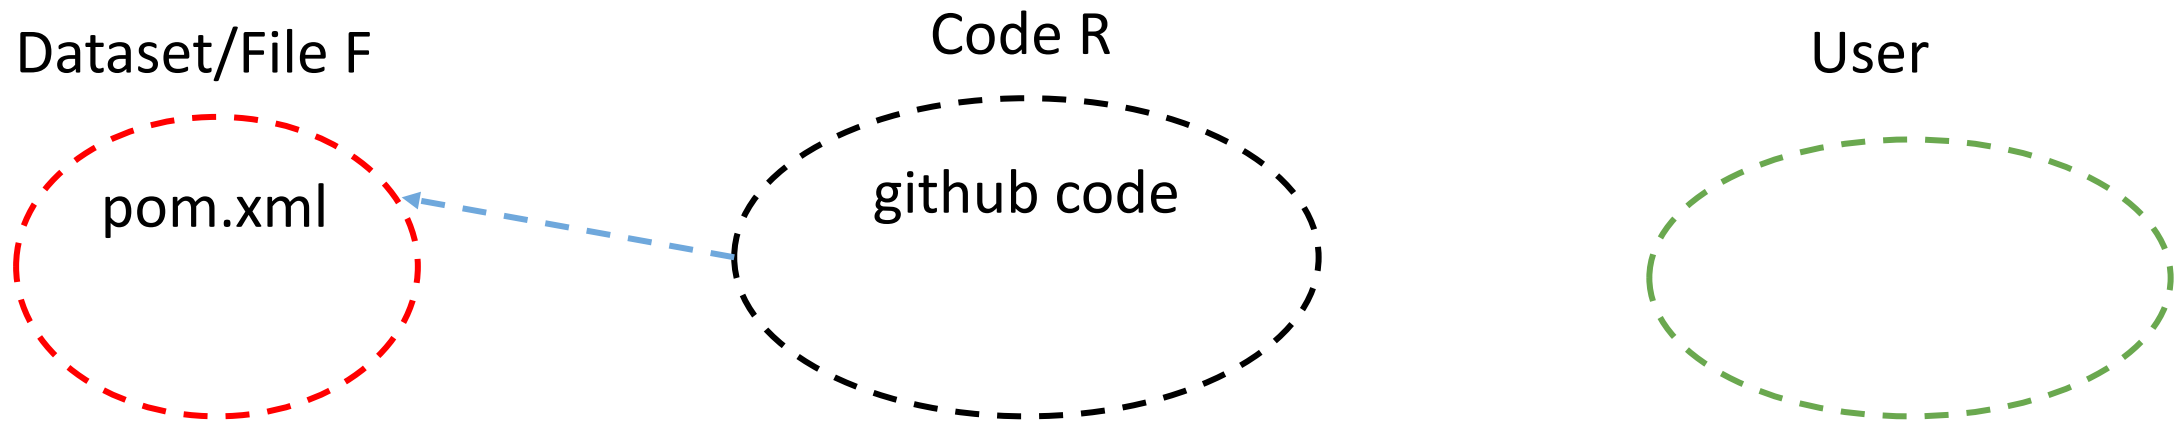 Dataset/File F
Code R
User
pom.xml
github code